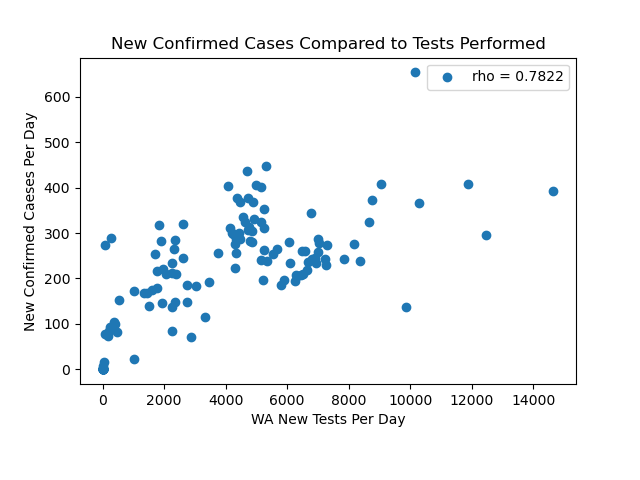 New Confirmed Cases Compared to Tests Performed
rho = 0.7822
New Confirmed Caeses Per Day
600
500
400
300
200
100
0
0 2000 4000 6000 8000 10000 12000 14000
WA New Tests Per Day